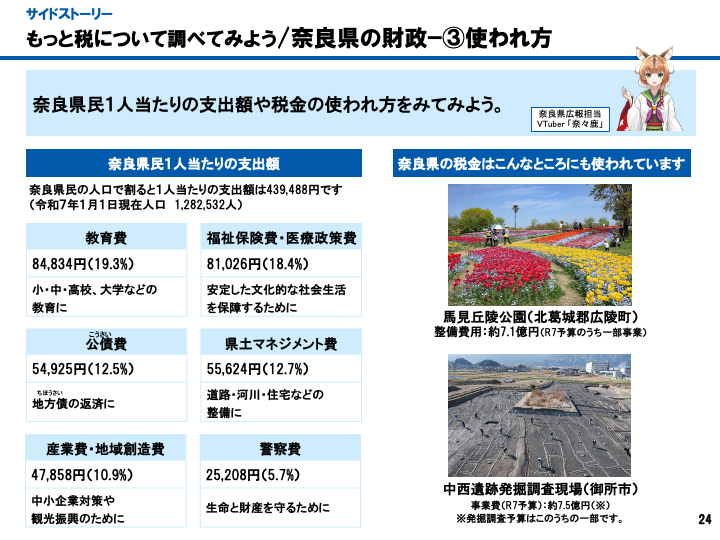 サイドストーリー
もっと税について調べてみよう/奈良県の財政−③使われ方
奈良県民1人当たりの支出額や税金の使われ方をみてみよう。
奈良県広報担当
VTuber「奈々鹿」
奈良県民1人当たりの支出額
奈良県民の人口で割ると1人当たりの支出額は439,488円です
（令和7年1月1日現在人口 1,282,532人）
教育費
84,834円（19.3%）
小・中・高校、大学などの
教育に
福祉保険費・医療政策費
81,026円（18.4%）
安定した文化的な社会生活
を保障するために
こうさい
公債費
54,925円（12.5%）
ちほうさい
地方債の返済に
県土マネジメント費
55,624円（12.7%）
道路・河川・住宅などの
整備に
産業費・地域創造費
47,858円（10.9%）
中小企業対策や
観光振興のために
警察費
25,208円（5.7%）
生命と財産を守るために
奈良県の税金はこんなところにも使われています
馬見丘陵公園（北葛城郡広陵町）
整備費用：約7.1億円（R7予算のうち一部事業）
中西遺跡発掘調査現場（御所市）
事業費（R7予算）：約7.5億円（※）
※発掘調査予算はこのうちの一部です。
24